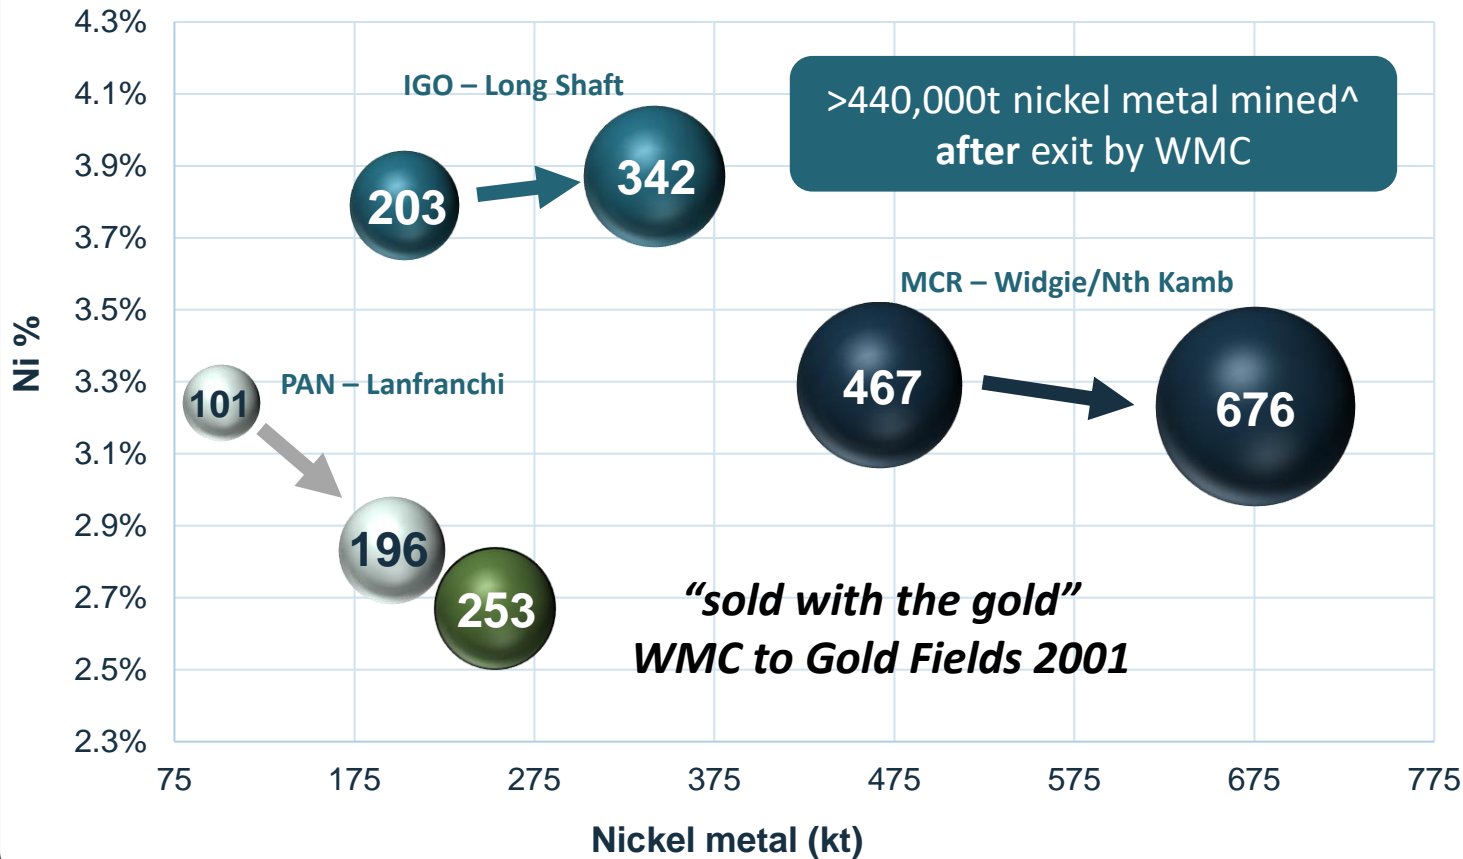 4.3%
4.1%
3.9%
3.7%
3.5%
3.3%
3.1%
2.9%
2.7%
2.5%
2.3%
Ni %
IGO – Long Shaft
203
342
>440,000t nickel metal mined^
after exit by WMC
MCR – Widgie/Nth Kamb
467
676
PAN – Lanfranchi
101
196
253
“sold with the gold”
WMC to Gold Fields 2001
75 175 275 375 475 575 675 775
Nickel metal (kt)